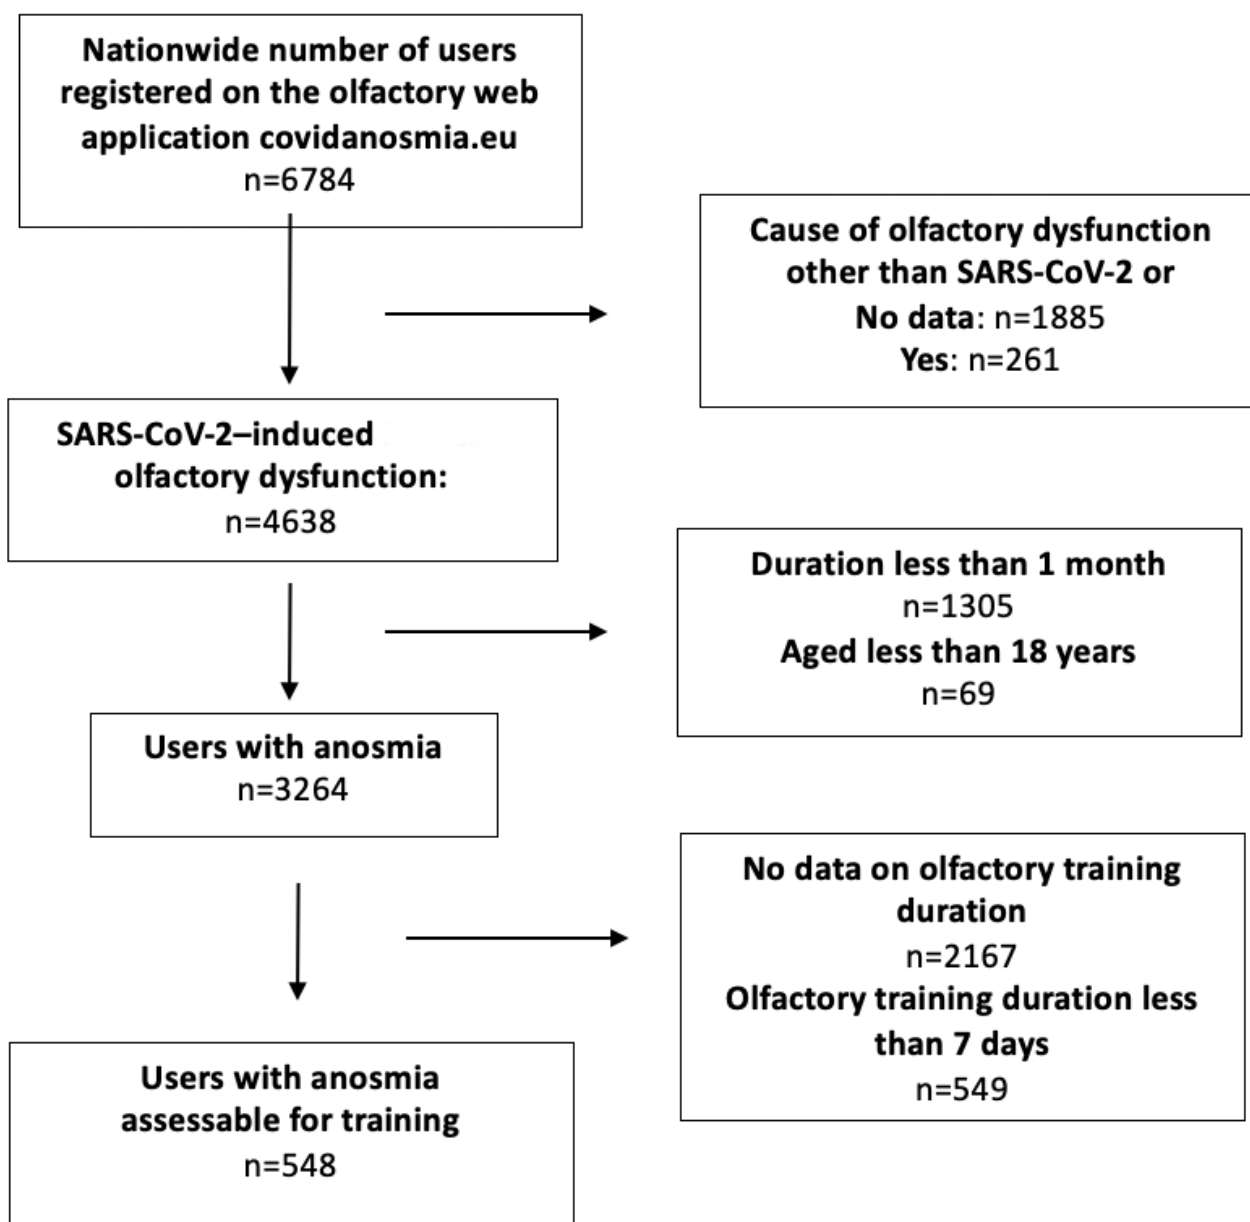 Nationwide number of users
registered on the olfactory web
application covidanosmia.eu
n=6784
Cause of olfactory dysfunction
other than SARS-CoV-2 or
No data: n=1885
Yes: n=261
SARS-CoV-2–induced
olfactory dysfunction:
n=4638
Duration less than 1 month
n=1305
Aged less than 18 years
n=69
Users with anosmia
n=3264
No data on olfactory training
duration
n=2167
Olfactory training duration less
than 7 days
n=549
Users with anosmia
assessable for training
n=548